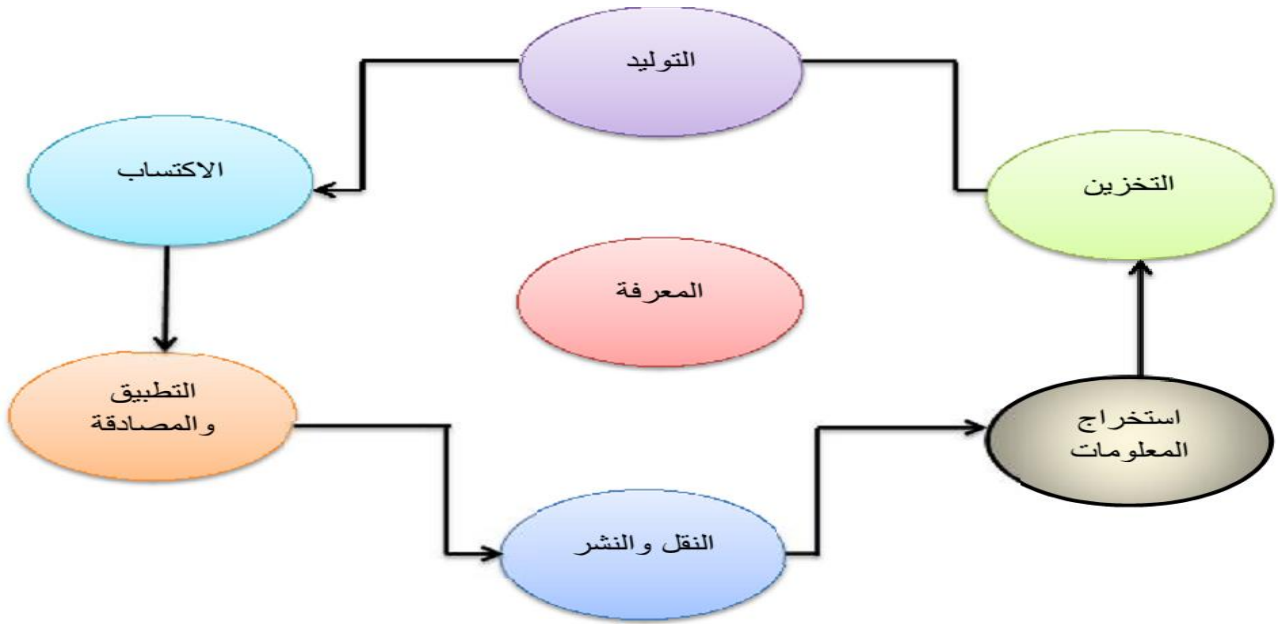 التوليد
الاكتساب
التخزين
المعرفة
التطبيق
والمصادقة
استخراج
المعلومات
النقل والنشر